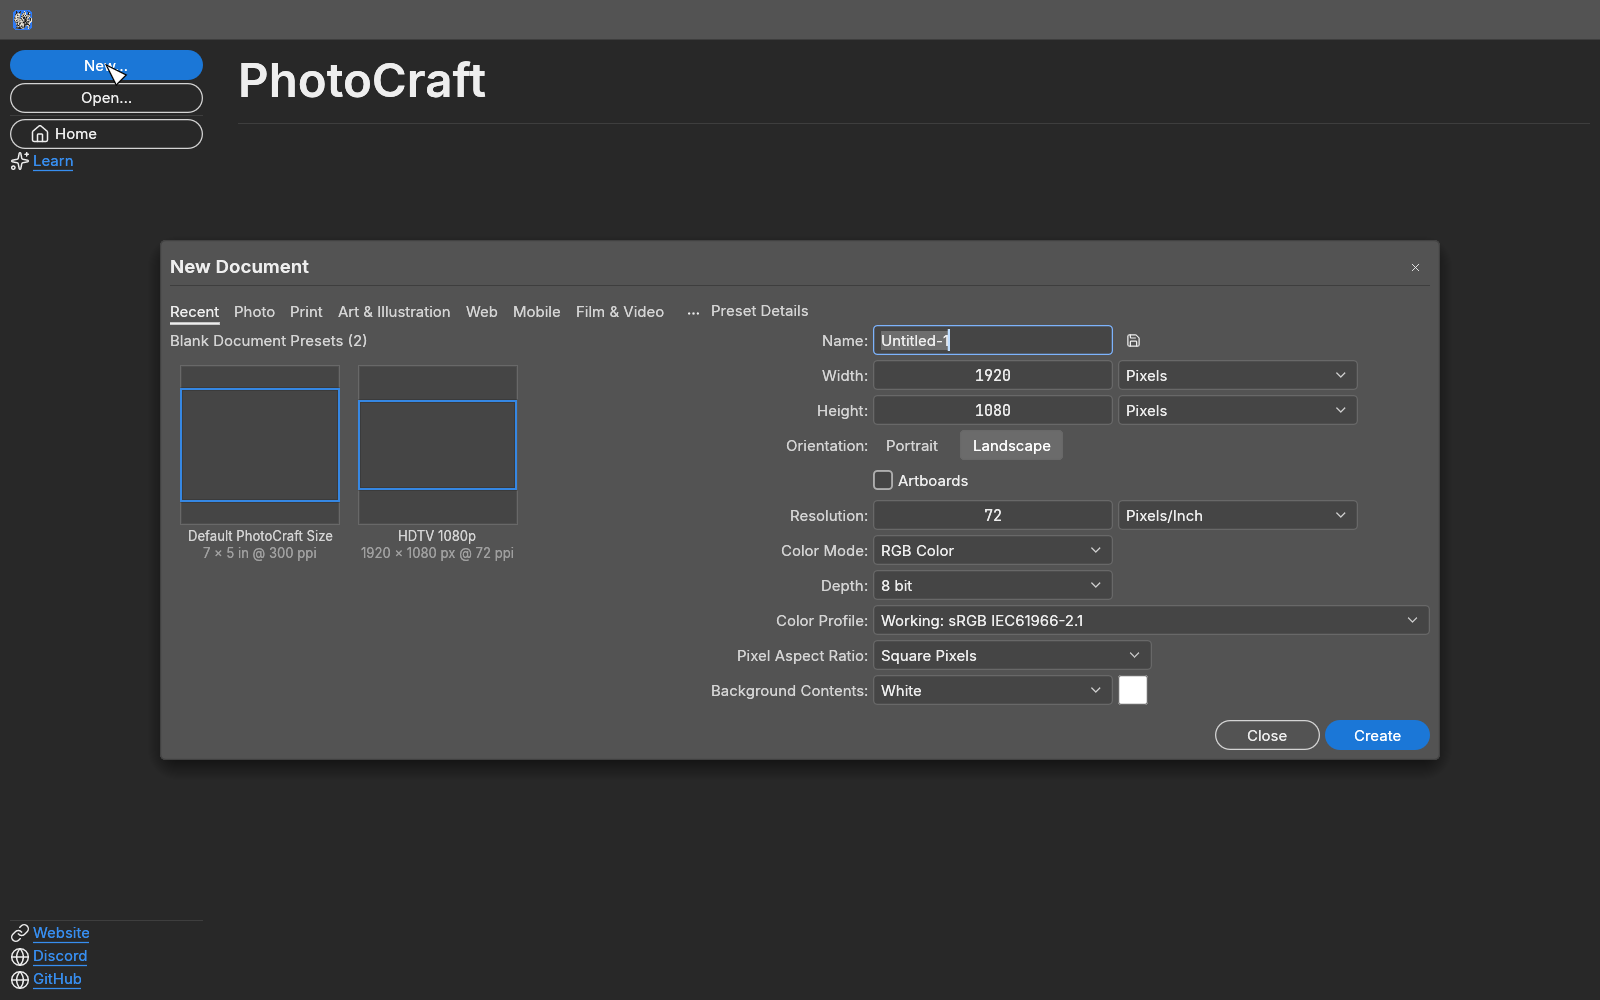 New...
Open...
Home
Learn
PhotoCraft
New Document
Recent Photo Print Art & Illustration Web Mobile Film & Video ... Preset Details
Blank Document Presets (2)
Default PhotoCraft Size
7 × 5 in @ 300 ppi
HDTV 1080p
1920 × 1080 px @ 72 ppi
Name: Untitled-1
Width: 1920 Pixels
Height: 1080 Pixels
Orientation: Portrait Landscape
Artboards
Resolution: 72 Pixels/Inch
Color Mode: RGB Color
Depth: 8 bit
Color Profile: Working: sRGB IEC61966-2.1
Pixel Aspect Ratio: Square Pixels
Background Contents: White
Close Create
Website
Discord
GitHub